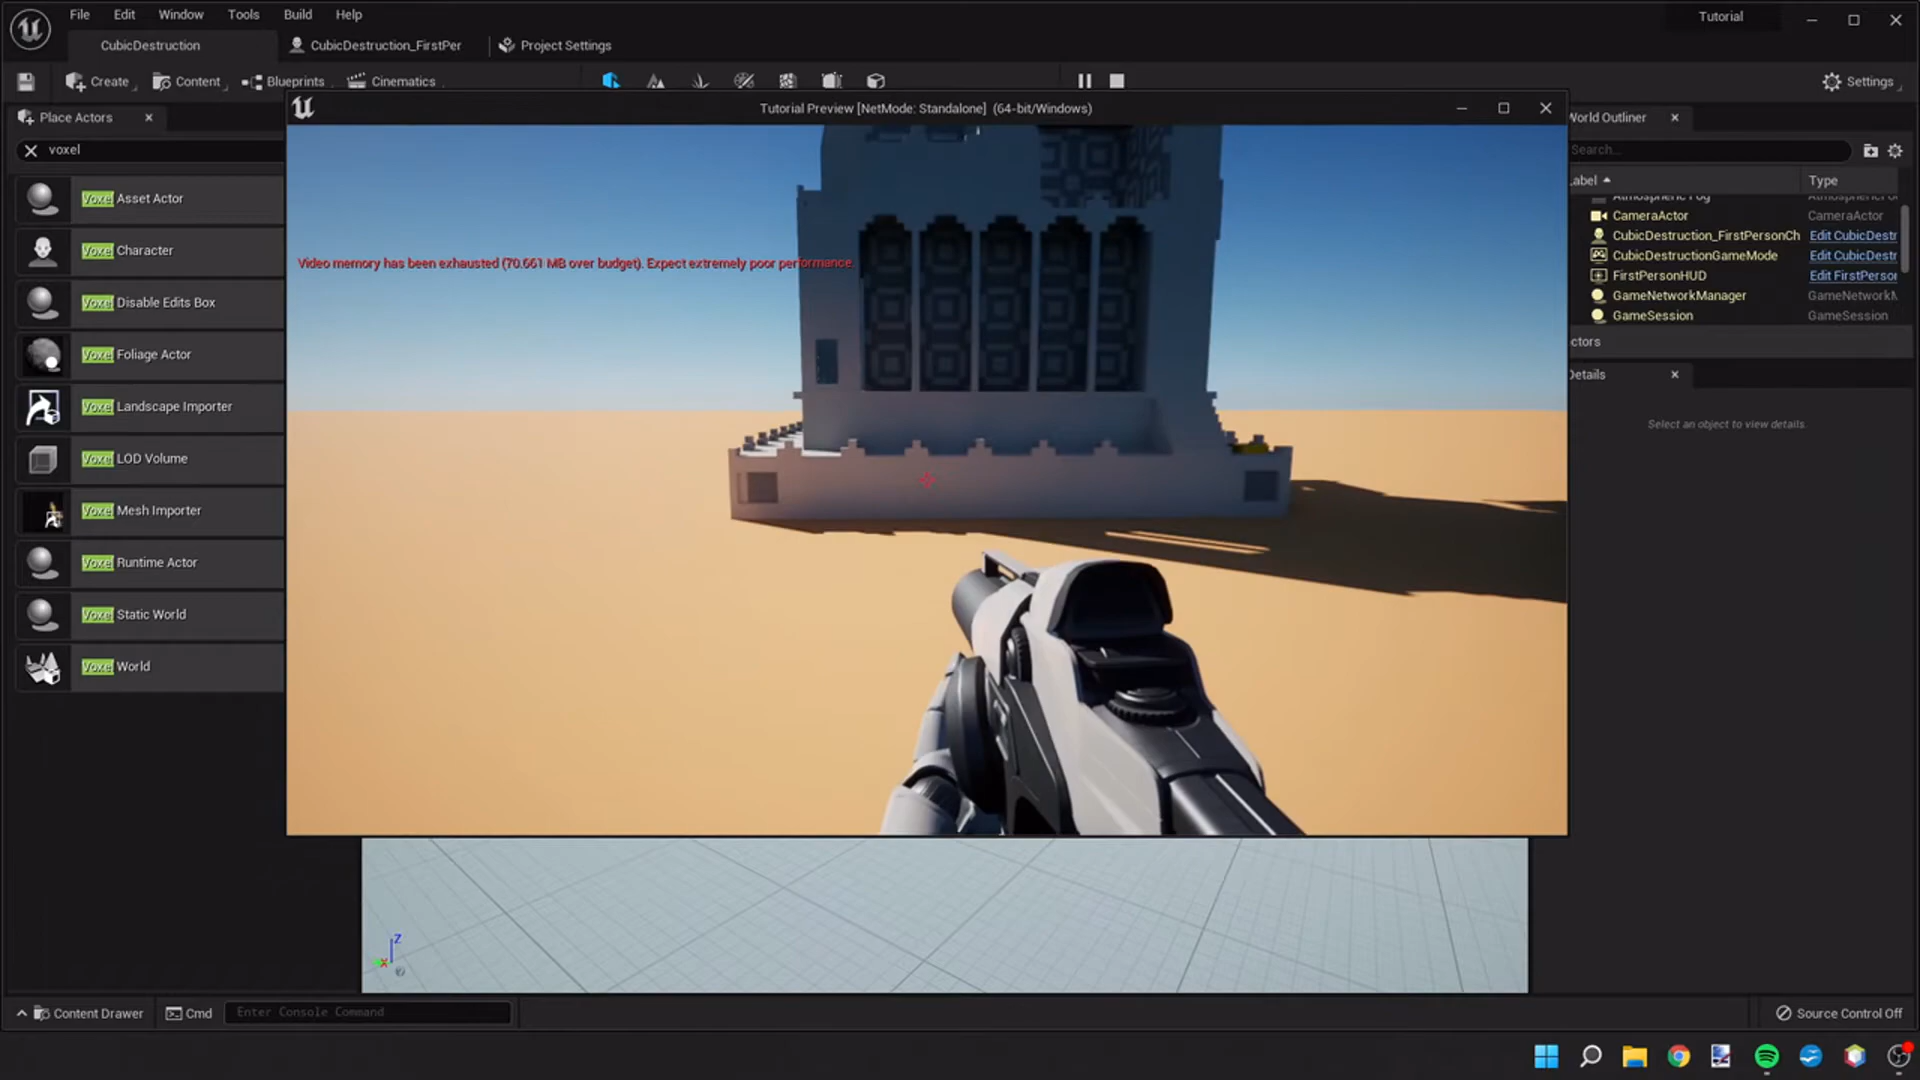 File Edit Window Tools Build Help
Tutorial
CubicDestruction
CubicDestruction_FirstPer
Project Settings
Create
Content
Blueprints
Cinematics
Settings
Place Actors
voxel
Voxel Asset Actor
Voxel Character
Voxel Disable Edits Box
Voxel Foliage Actor
Voxel Landscape Importer
Voxel LOD Volume
Voxel Mesh Importer
Voxel Runtime Actor
Voxel Static World
Voxel World
Tutorial Preview [NetMode: Standalone] (64-bit/Windows)
Video memory has been exhausted (70.661 MB over budget). Expect extremely poor performance.
World Outliner
Search...
Label Type
CameraActor CameraActor
CubicDestruction_FirstPersonCh Edit CubicDestr
CubicDestructionGameMode Edit CubicDestr
FirstPersonHUD Edit FirstPerson
GameNetworkManager GameNetworkM
GameSession GameSession
ctors
Details
Select an object to view details.
Z
X
Content Drawer
Cmd
Enter Console Command
Source Control Off